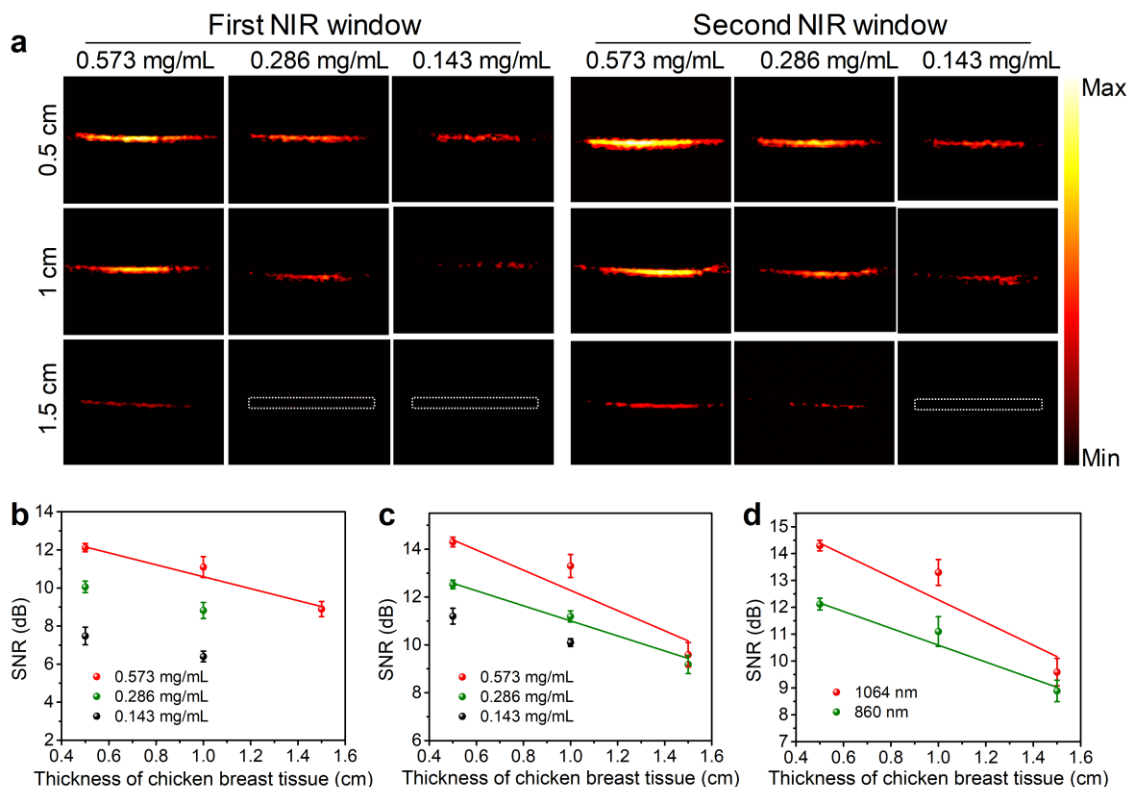 a
First NIR window
Second NIR window
0.573 mg/mL 0.286 mg/mL 0.143 mg/mL
0.573 mg/mL 0.286 mg/mL 0.143 mg/mL
0.5 cm
1 cm
1.5 cm
Max
Min
b
14
12
10
8
6
4
2
SNR (dB)
0.573 mg/mL
0.286 mg/mL
0.143 mg/mL
0.4 0.6 0.8 1.0 1.2 1.4 1.6
Thickness of chicken breast tissue (cm)
c
14
12
10
8
6
SNR (dB)
0.573 mg/mL
0.286 mg/mL
0.143 mg/mL
0.4 0.6 0.8 1.0 1.2 1.4 1.6
Thickness of chicken breast tissue (cm)
d
15
14
13
12
11
10
9
8
7
SNR (dB)
1064 nm
860 nm
0.4 0.6 0.8 1.0 1.2 1.4 1.6
Thickness of chicken breast tissue (cm)